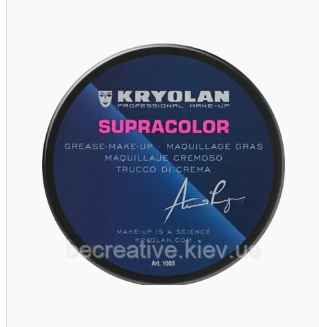 KRYOLAN
PROFESSIONAL MAKE-UP
SUPRACOLOR
GREASE-MAKE-UP · MAQUILLAGE GRAS
MAQUILLAJE CREMOSO
TRUCCO DI CREMA
MAKE-UP IS A SCIENCE
KRYOLAN.COM
becreative.kiev.ua
Art. 1003